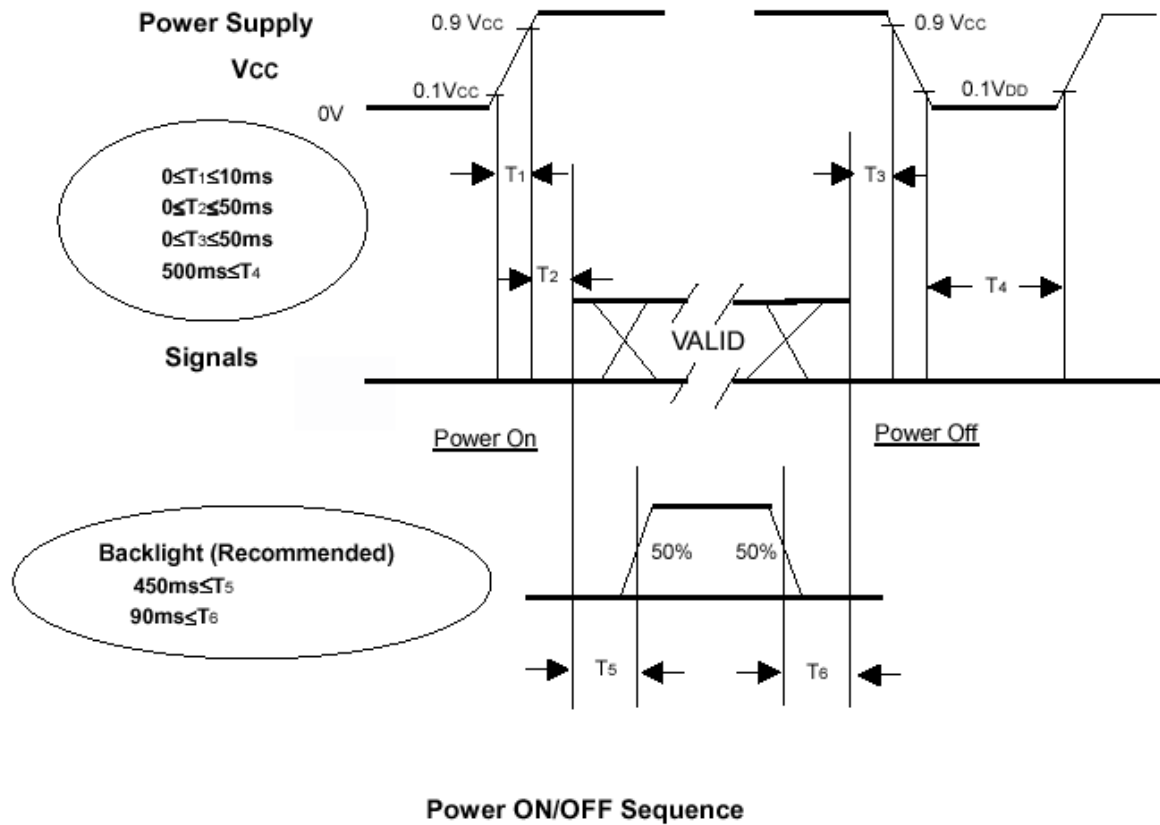 Power Supply
VCC
0.9 VCC
0.9 VCC
0.1VCC
0.1VDD
0V
0≤T1≤10ms
0≤T2≤50ms
0≤T3≤50ms
500ms≤T4
T1
T3
T2
T4
Signals
VALID
Power On
Power Off
Backlight (Recommended)
450ms≤T5
90ms≤T6
50%
50%
T5
T6
Power ON/OFF Sequence